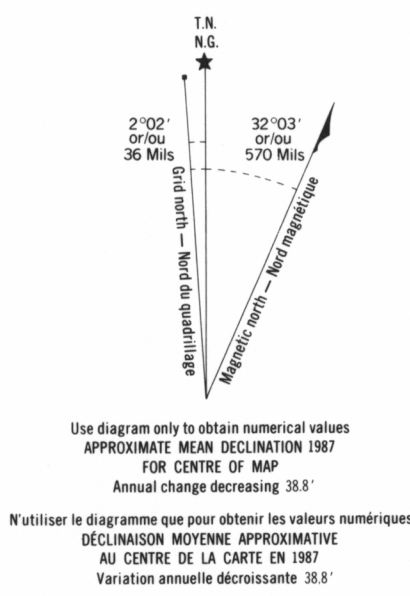 T.N.
N.G.
2°02′
or/ou
36 Mils
32°03′
or/ou
570 Mils
Grid north — Nord du quadrillage
Magnetic north — Nord magnétique
Use diagram only to obtain numerical values
APPROXIMATE MEAN DECLINATION 1987
FOR CENTRE OF MAP
Annual change decreasing 38.8′
N'utiliser le diagramme que pour obtenir les valeurs numériques
DÉCLINAISON MOYENNE APPROXIMATIVE
AU CENTRE DE LA CARTE EN 1987
Variation annuelle décroissante 38.8′